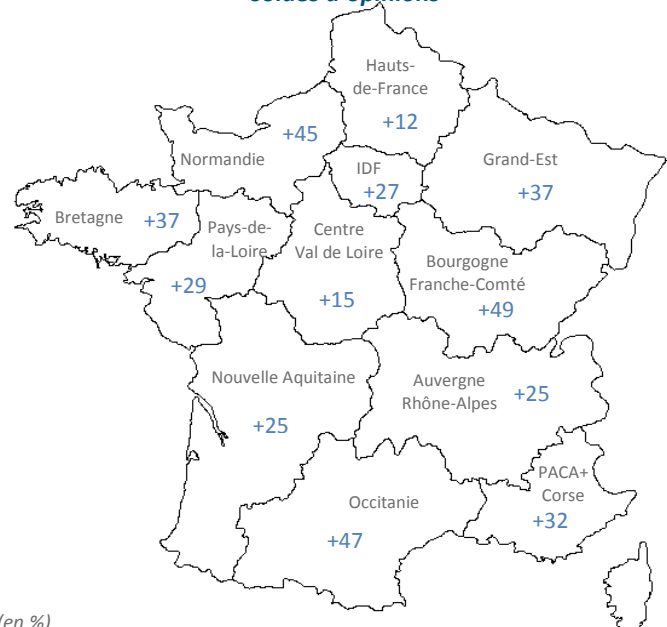 Hauts-
de-France
+12
Normandie
+45
IDF
+27
Grand-Est
+37
Bretagne
+37
Pays-de-
la-Loire
+29
Centre
Val de Loire
+15
Bourgogne
Franche-Comté
+49
Nouvelle Aquitaine
+25
Auvergne
Rhône-Alpes
+25
Occitanie
+47
PACA+
Corse
+32
(en %)